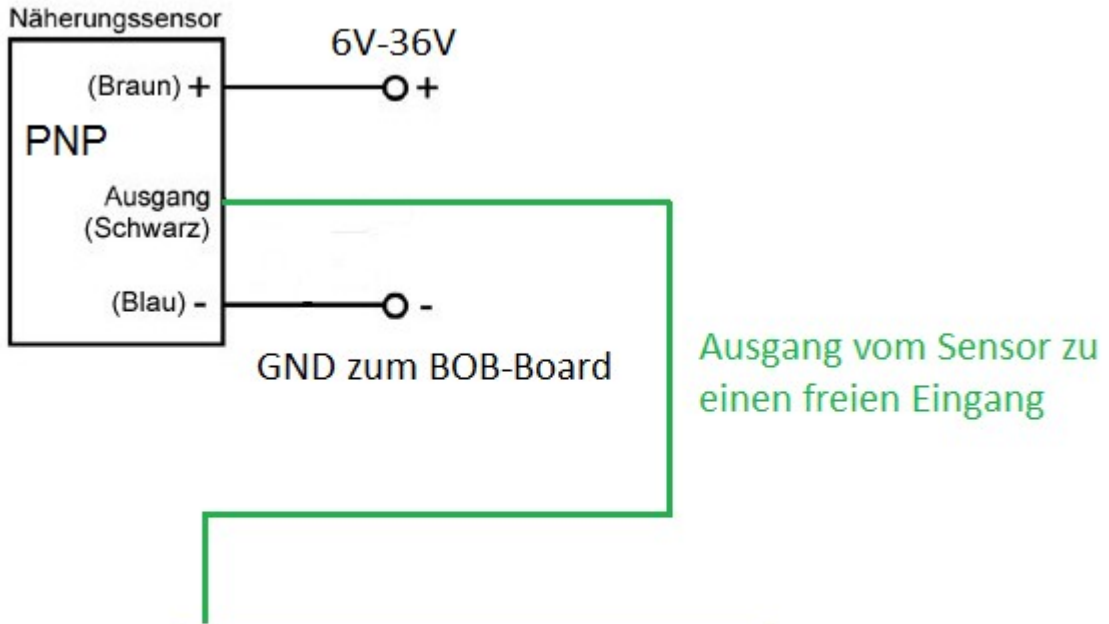 Näherungssensor
6V-36V
(Braun) +
+
PNP
Ausgang
(Schwarz)
(Blau) -
-
GND zum BOB-Board
Ausgang vom Sensor zu
einen freien Eingang